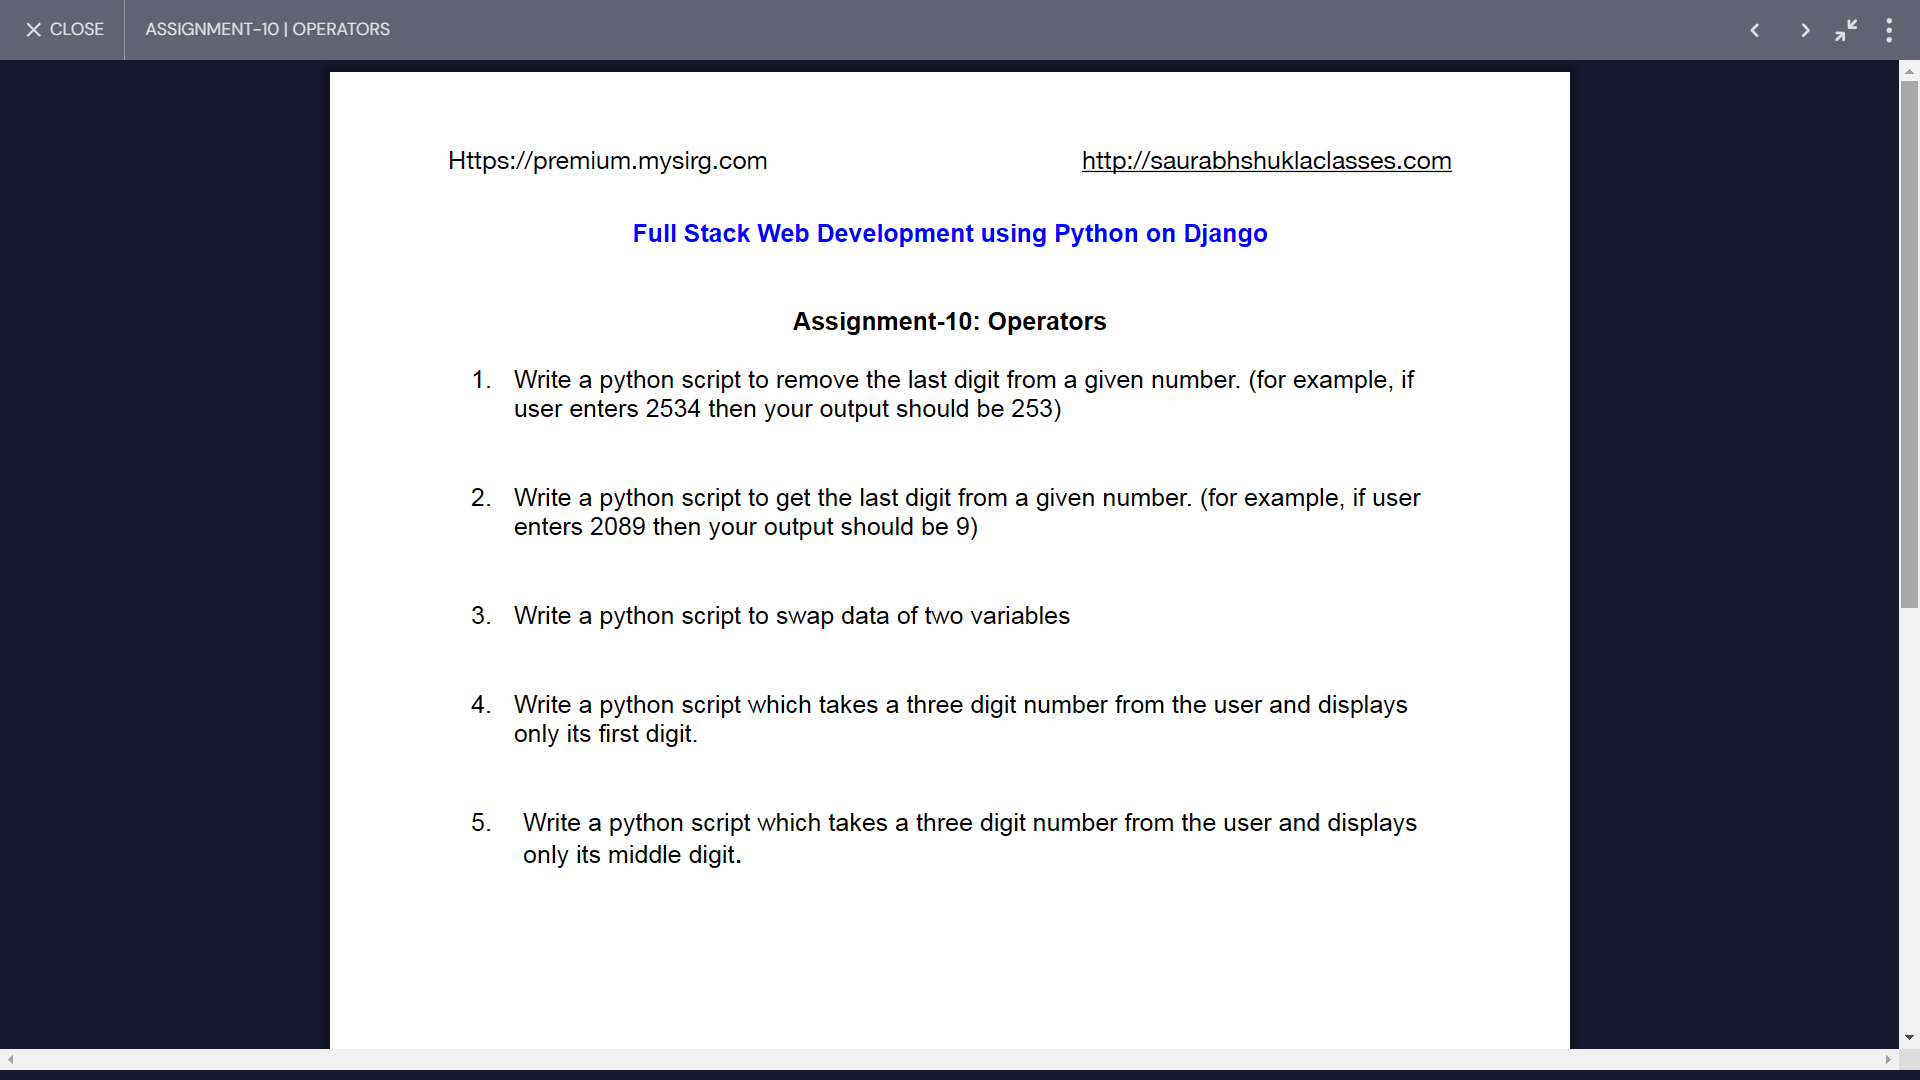 CLOSE ASSIGNMENT-10 | OPERATORS
Https://premium.mysirg.com http://saurabhshuklaclasses.com
Full Stack Web Development using Python on Django
Assignment-10: Operators
1. Write a python script to remove the last digit from a given number. (for example, if
user enters 2534 then your output should be 253)
2. Write a python script to get the last digit from a given number. (for example, if user
enters 2089 then your output should be 9)
3. Write a python script to swap data of two variables
4. Write a python script which takes a three digit number from the user and displays
only its first digit.
5. Write a python script which takes a three digit number from the user and displays
only its middle digit.